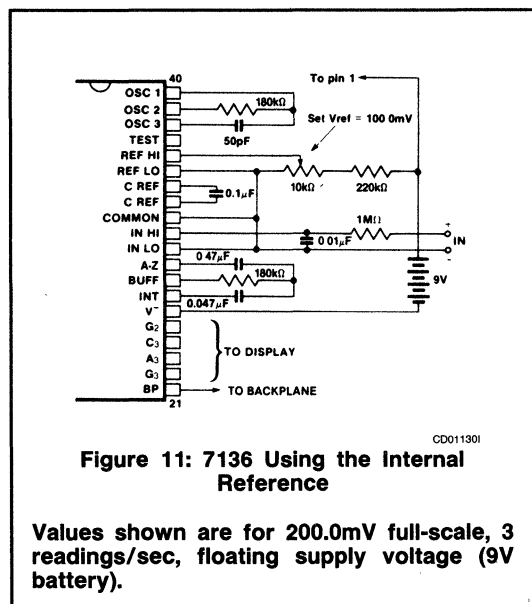 40
OSC 1
OSC 2
OSC 3
TEST
REF HI
REF LO
C REF
C REF
COMMON
IN HI
IN LO
A-Z
BUFF
INT
V⁻
G₂
C₃
A₃
G₃
BP
21
180kΩ
50pF
To pin 1
Set Vref = 100 0mV
10kΩ
220kΩ
0.1μF
1MΩ
+
IN
-
0 01μF
0 47μF
180kΩ
0.047μF
9V
TO DISPLAY
TO BACKPLANE
CD01130I
Figure 11: 7136 Using the Internal
Reference
Values shown are for 200.0mV full-scale, 3
readings/sec, floating supply voltage (9V
battery).